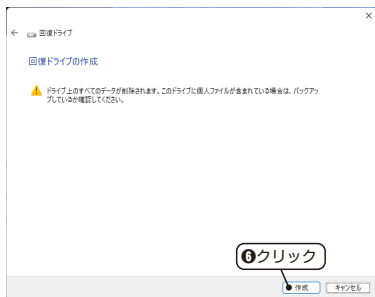 回復ドライブ
回復ドライブの作成
ドライブ上のすべてのデータが削除されます。このドライブに個人ファイルが含まれている場合は、バックアッ
プしているか確認してください。
❻クリック
作成 キャンセル